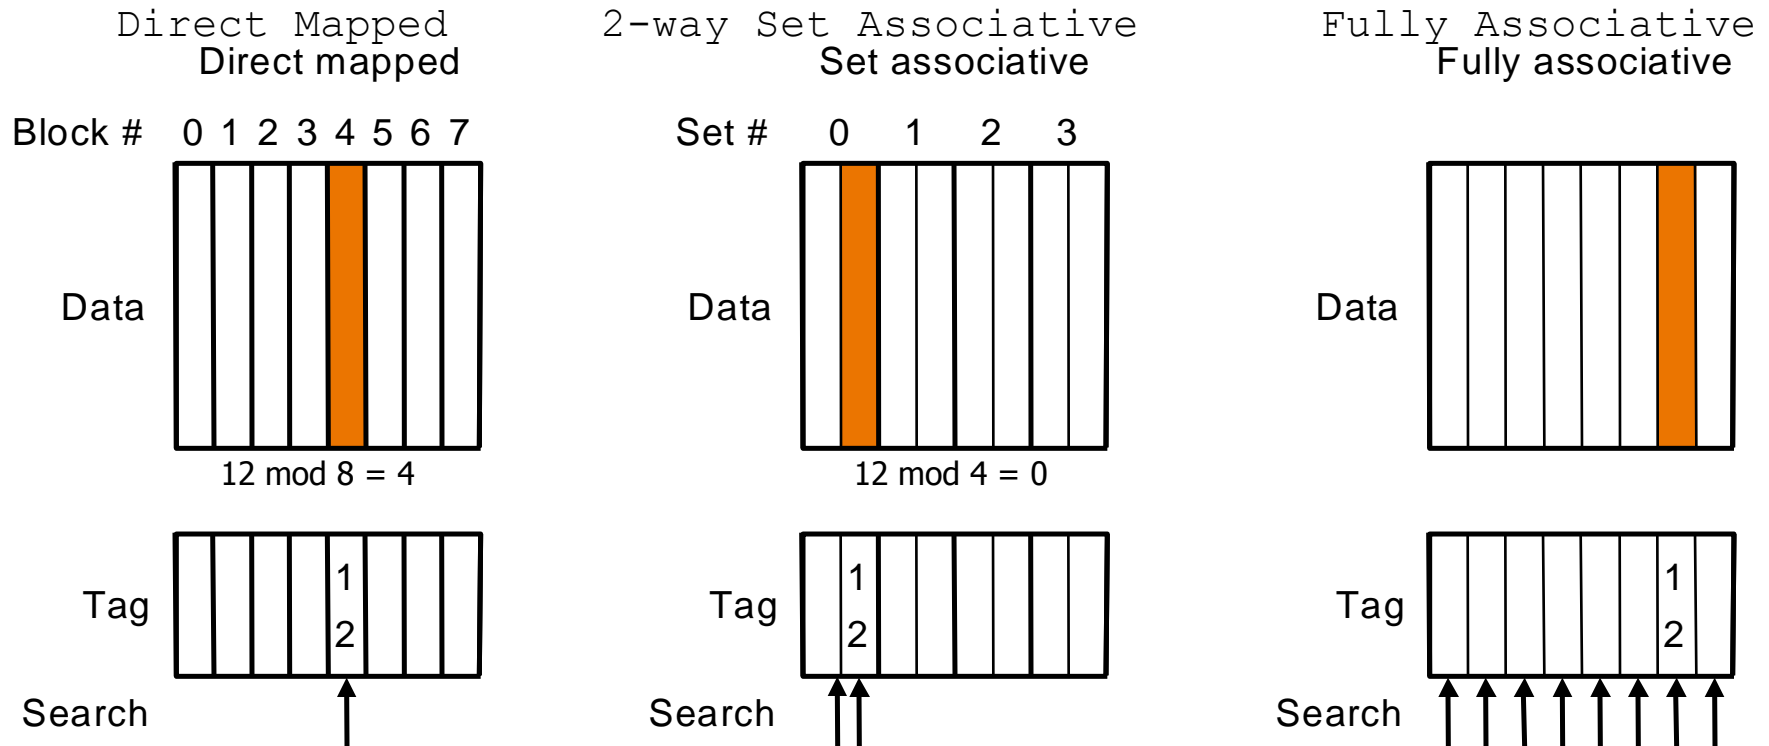 Direct Mapped
Direct mapped
Block # 0 1 2 3 4 5 6 7
Data
12 mod 8 = 4
Tag
1
2
Search
2-way Set Associative
Set associative
Set # 0 1 2 3
Data
12 mod 4 = 0
Tag
1
2
Search
Fully Associative
Fully associative
Data
Tag
1
2
Search